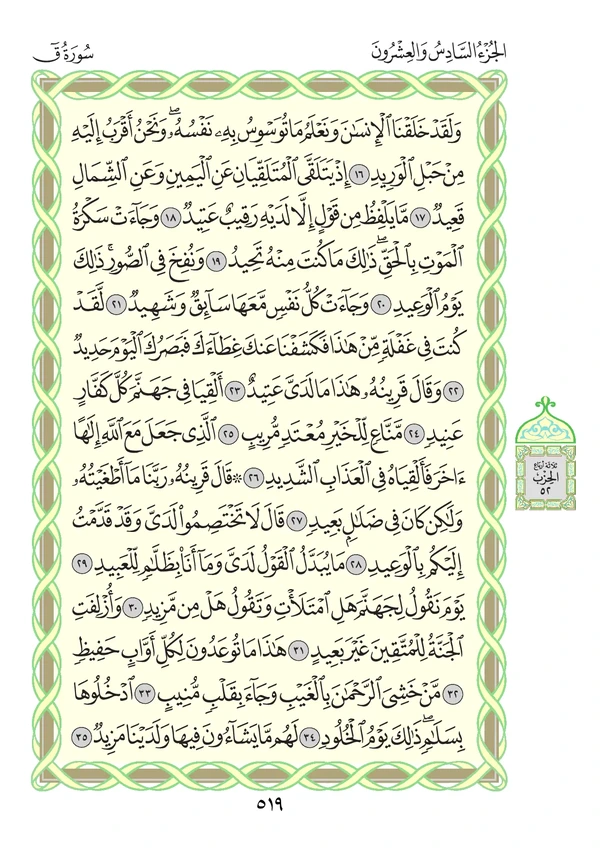 الجُزْءُ السَّادِسُ وَالعِشْرُونَ
سُورَةُ قٓ
وَلَقَدْ خَلَقْنَا ٱلْإِنسَٰنَ وَنَعْلَمُ مَا تُوَسْوِسُ بِهِۦ نَفْسُهُۥۖ وَنَحْنُ أَقْرَبُ إِلَيْهِ
مِنْ حَبْلِ ٱلْوَرِيدِ ١٦ إِذْ يَتَلَقَّى ٱلْمُتَلَقِّيَانِ عَنِ ٱلْيَمِينِ وَعَنِ ٱلشِّمَالِ
قَعِيدٌ ١٧ مَّا يَلْفِظُ مِن قَوْلٍ إِلَّا لَدَيْهِ رَقِيبٌ عَتِيدٌ ١٨ وَجَآءَتْ سَكْرَةُ
ٱلْمَوْتِ بِٱلْحَقِّۖ ذَٰلِكَ مَا كُنتَ مِنْهُ تَحِيدُ ١٩ وَنُفِخَ فِى ٱلصُّورِۚ ذَٰلِكَ
يَوْمُ ٱلْوَعِيدِ ٢٠ وَجَآءَتْ كُلُّ نَفْسٍ مَّعَهَا سَآئِقٌ وَشَهِيدٌ ٢١ لَّقَدْ
كُنتَ فِى غَفْلَةٍ مِّنْ هَٰذَا فَكَشَفْنَا عَنكَ غِطَآءَكَ فَبَصَرُكَ ٱلْيَوْمَ حَدِيدٌ
٢٢ وَقَالَ قَرِينُهُۥ هَٰذَا مَا لَدَىَّ عَتِيدٌ ٢٣ أَلْقِيَا فِى جَهَنَّمَ كُلَّ كَفَّارٍ
عَنِيدٍ ٢٤ مَّنَّاعٍ لِّلْخَيْرِ مُعْتَدٍ مُّرِيبٍ ٢٥ ٱلَّذِى جَعَلَ مَعَ ٱللَّهِ إِلَٰهًا
ءَاخَرَ فَأَلْقِيَاهُ فِى ٱلْعَذَابِ ٱلشَّدِيدِ ٢٦ ۞ قَالَ قَرِينُهُۥ رَبَّنَا مَآ أَطْغَيْتُهُۥ
وَلَٰكِن كَانَ فِى ضَلَٰلٍۭ بَعِيدٍ ٢٧ قَالَ لَا تَخْتَصِمُوا۟ لَدَىَّ وَقَدْ قَدَّمْتُ
إِلَيْكُم بِٱلْوَعِيدِ ٢٨ مَا يُبَدَّلُ ٱلْقَوْلُ لَدَىَّ وَمَآ أَنَا۠ بِظَلَّٰمٍ لِّلْعَبِيدِ ٢٩
يَوْمَ نَقُولُ لِجَهَنَّمَ هَلِ ٱمْتَلَأْتِ وَتَقُولُ هَلْ مِن مَّزِيدٍ ٣٠ وَأُزْلِفَتِ
ٱلْجَنَّةُ لِلْمُتَّقِينَ غَيْرَ بَعِيدٍ ٣١ هَٰذَا مَا تُوعَدُونَ لِكُلِّ أَوَّابٍ حَفِيظٍ
٣٢ مَّنْ خَشِىَ ٱلرَّحْمَٰنَ بِٱلْغَيْبِ وَجَآءَ بِقَلْبٍ مُّنِيبٍ ٣٣ ٱدْخُلُوهَا
بِسَلَٰمٍۖ ذَٰلِكَ يَوْمُ ٱلْخُلُودِ ٣٤ لَهُم مَّا يَشَآءُونَ فِيهَا وَلَدَيْنَا مَزِيدٌ ٣٥
ثلاثة أرباع
الحِزْب
٥٢
٥١٩